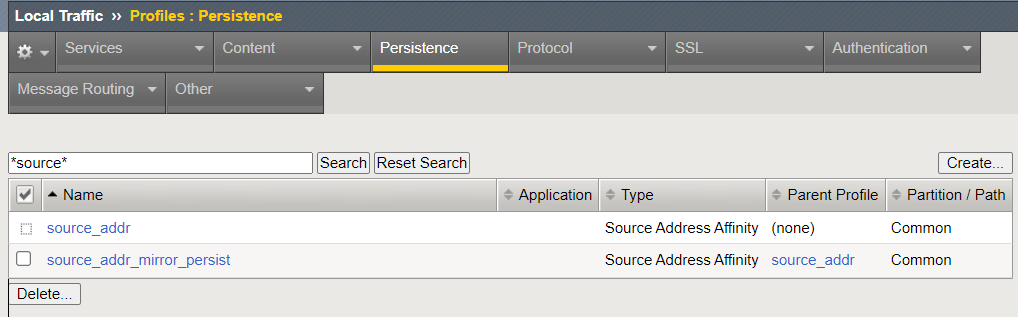 Local Traffic ›› Profiles : Persistence
Services Content Persistence Protocol SSL Authentication
Message Routing Other
*source* Search Reset Search Create...
Name Application Type Parent Profile Partition / Path
source_addr Source Address Affinity (none) Common
source_addr_mirror_persist Source Address Affinity source_addr Common
Delete...